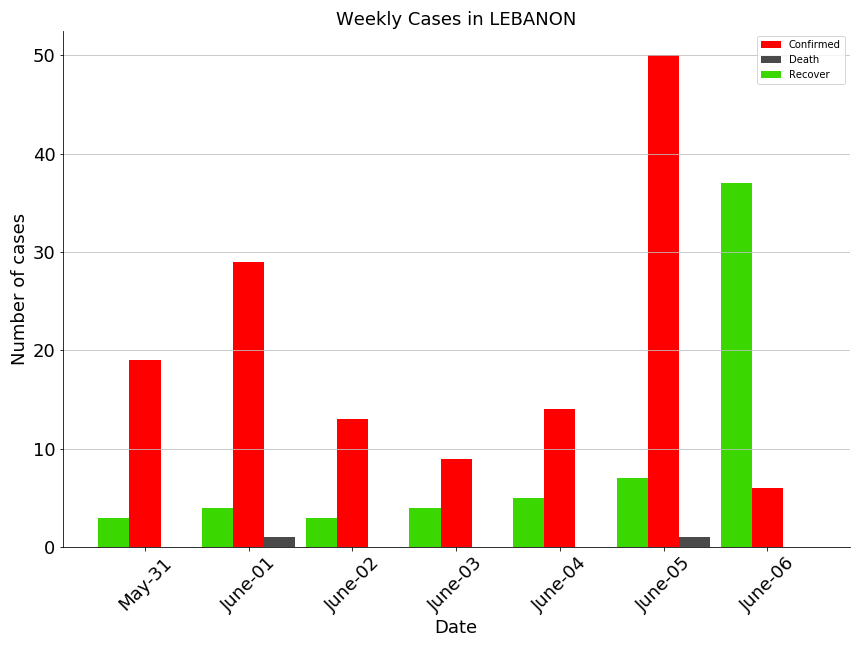 Weekly Cases in LEBANON
Confirmed
Death
Recover
Number of cases
50
40
30
20
10
0
May-31
June-01
June-02
June-03
June-04
June-05
June-06
Date